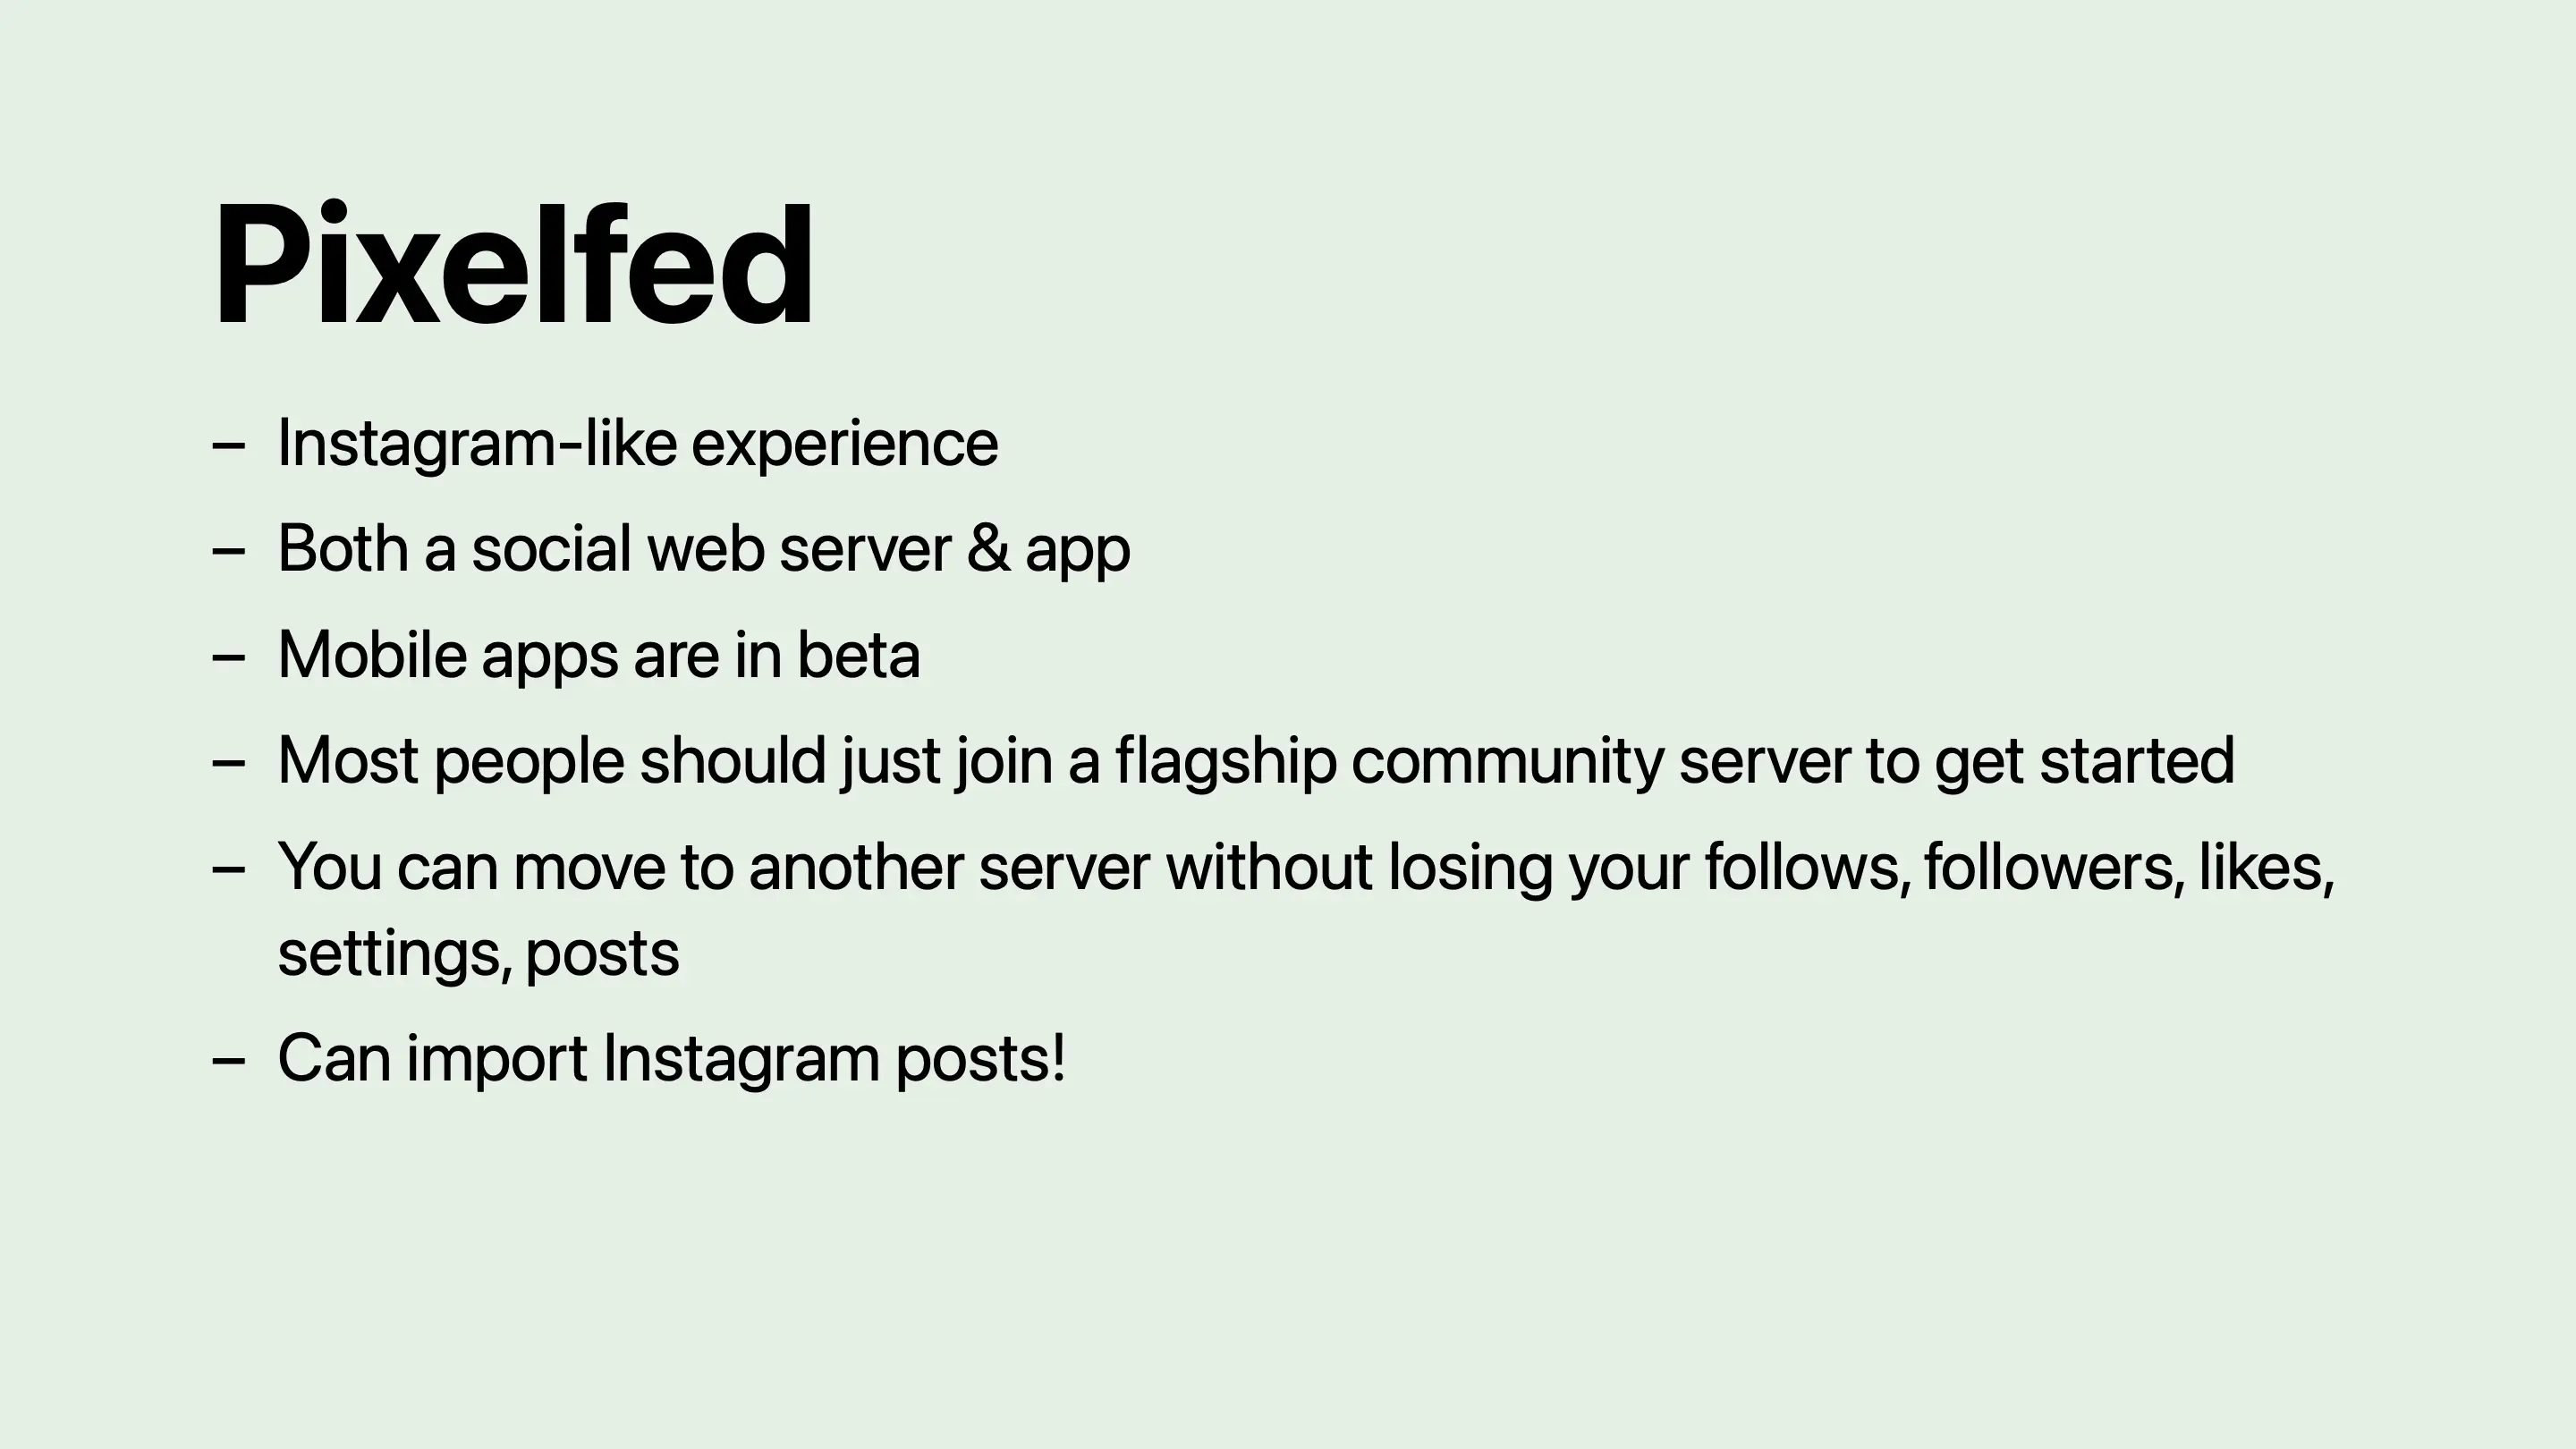 Pixelfed
– Instagram-like experience
– Both a social web server & app
– Mobile apps are in beta
– Most people should just join a flagship community server to get started
– You can move to another server without losing your follows, followers, likes,
settings, posts
– Can import Instagram posts!